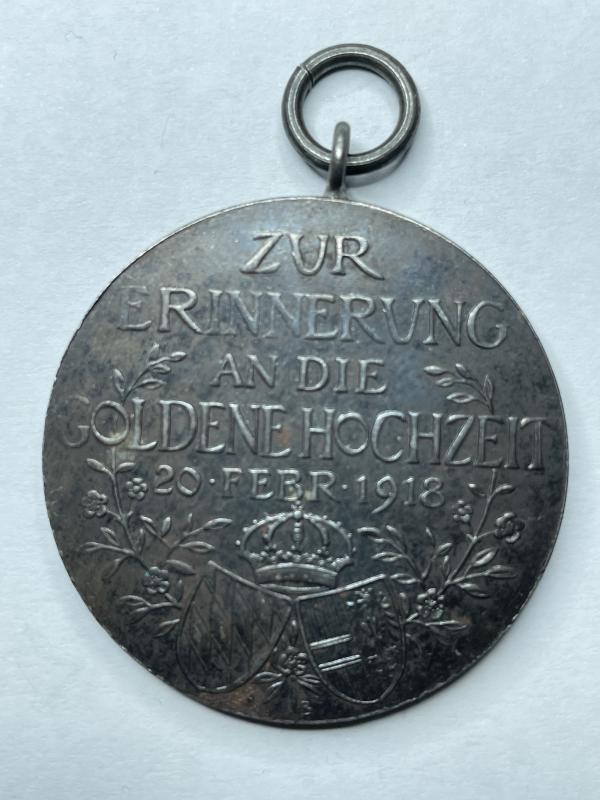 ZUR
ERINNERUNG
AN DIE
GOLDENE HOCHZEIT
20 · FEBR · 1918
B